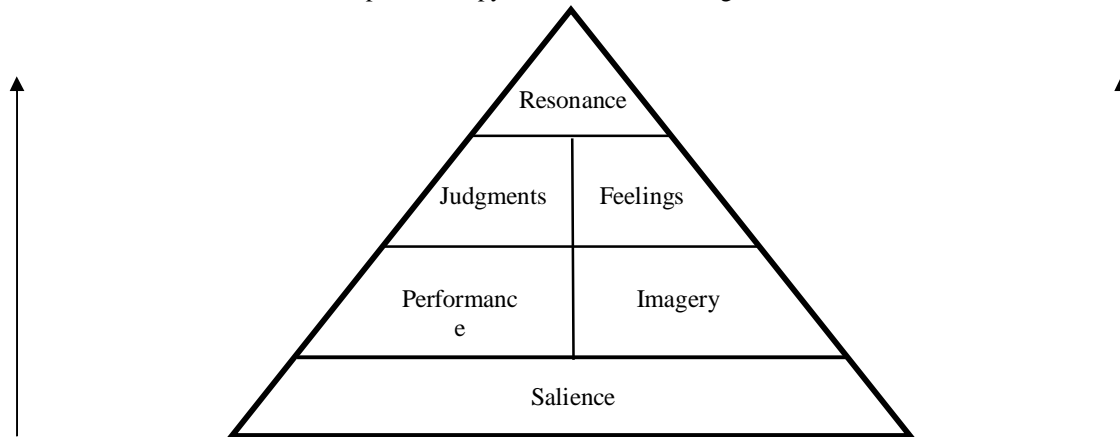 Resonance
Judgments Feelings
Performanc
e
Imagery
Salience